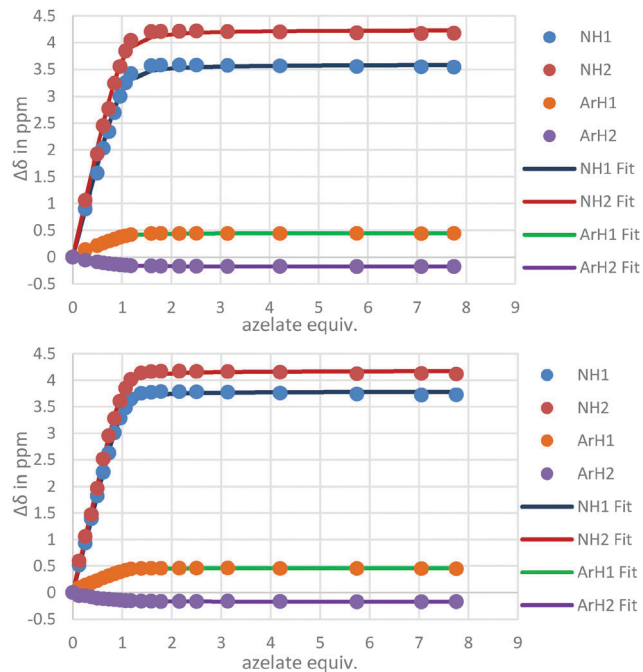 4.5
4
3.5
3
2.5
2
1.5
1
0.5
0
-0.5
Δδ in ppm
0 1 2 3 4 5 6 7 8 9
azelate equiv.
NH1
NH2
ArH1
ArH2
NH1 Fit
NH2 Fit
ArH1 Fit
ArH2 Fit
4.5
4
3.5
3
2.5
2
1.5
1
0.5
0
-0.5
Δδ in ppm
0 1 2 3 4 5 6 7 8 9
azelate equiv.
NH1
NH2
ArH1
ArH2
NH1 Fit
NH2 Fit
ArH1 Fit
ArH2 Fit